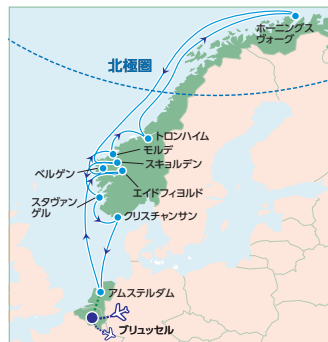 ホーニングス
ヴォーグ
北極圏
トロンハイム
モルデ
スキョルデン
ベルゲン
エイドフィヨルド
スタヴァン
ゲル
クリスチャンサン
アムステルダム
ブリュッセル